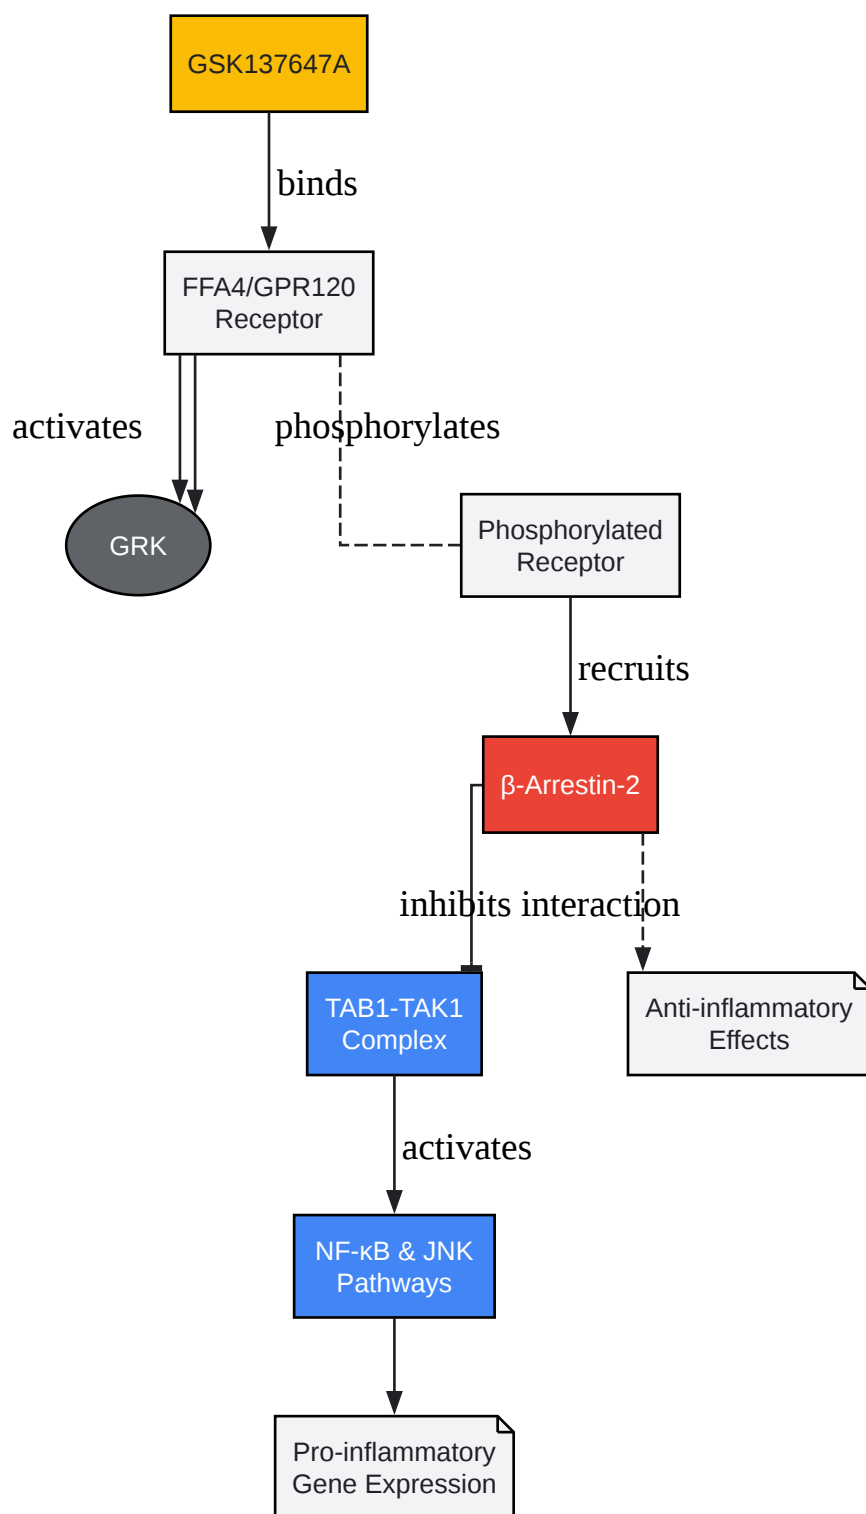 GSK137647A
binds
FFA4/GPR120
Receptor
activates
phosphorylates
GRK
Phosphorylated
Receptor
recruits
β-Arrestin-2
inhibits interaction
TAB1-TAK1
Complex
Anti-inflammatory
Effects
activates
NF-κB & JNK
Pathways
Pro-inflammatory
Gene Expression